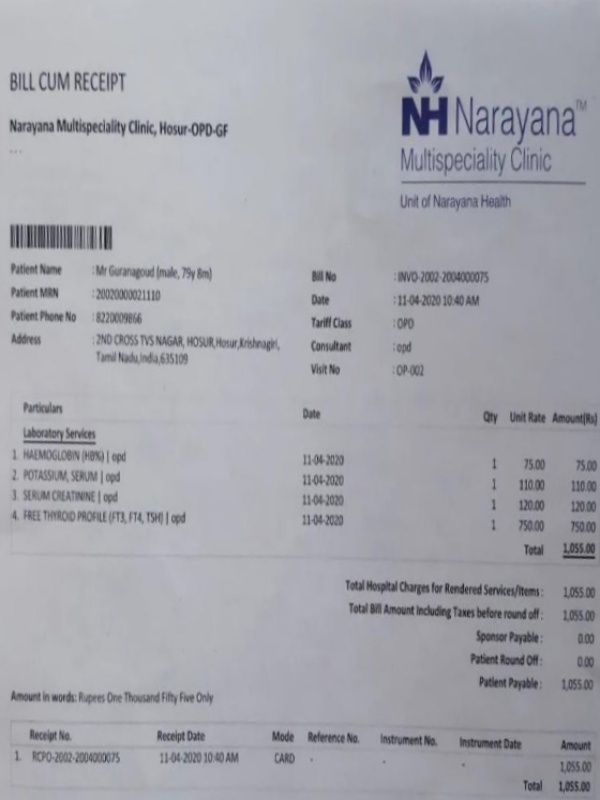 BILL CUM RECEIPT
Narayana Multispeciality Clinic, Hosur-OPD-GF
...
NH Narayana™
Multispeciality Clinic
Unit of Narayana Health
Patient Name : Mr Guranagoud (male, 79y 8m)
Patient MRN : 20020000021110
Patient Phone No : 8220009866
Address : 2ND CROSS TVS NAGAR, HOSUR,Hosur,Krishnagiri,
Tamil Nadu,India,635109
Bill No : INVO-2002-2004000075
Date : 11-04-2020 10:40 AM
Tariff Class : OPD
Consultant : opd
Visit No : OP-002
Particulars Date Qty Unit Rate Amount(Rs)
Laboratory Services
1. HAEMOGLOBIN (HB%) | opd 11-04-2020 1 75.00 75.00
2. POTASSIUM, SERUM | opd 11-04-2020 1 110.00 110.00
3. SERUM CREATININE | opd 11-04-2020 1 120.00 120.00
4. FREE THYROID PROFILE (FT3, FT4, TSH) | opd 11-04-2020 1 750.00 750.00
Total 1,055.00
Total Hospital Charges for Rendered Services/Items : 1,055.00
Total Bill Amount Including Taxes before round off : 1,055.00
Sponsor Payable : 0.00
Patient Round Off : 0.00
Patient Payable : 1,055.00
Amount in words: Rupees One Thousand Fifty Five Only
Receipt No. Receipt Date Mode Reference No. Instrument No. Instrument Date Amount
1. RCPO-2002-2004000075 11-04-2020 10:40 AM CARD - - - 1,055.00
Total 1,055.00